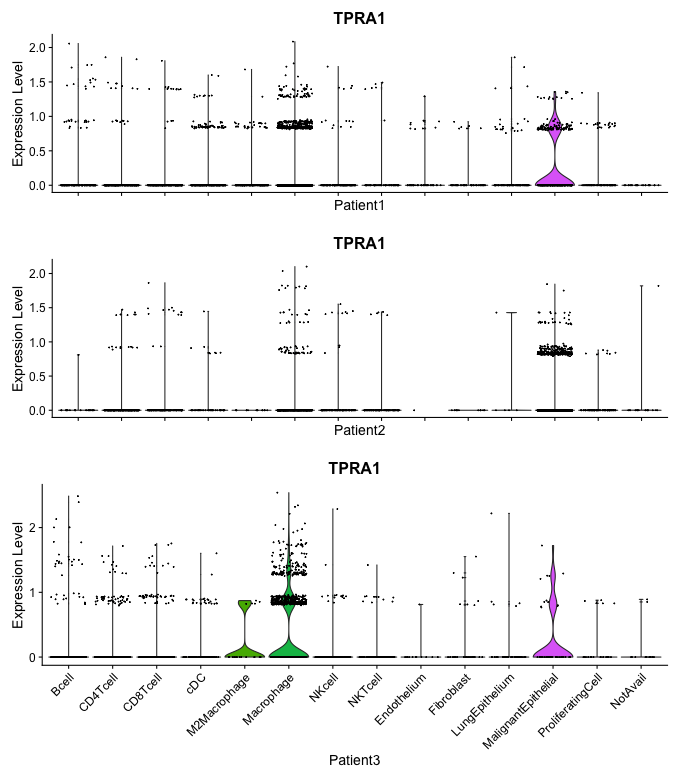 TPRA1
Expression Level
2.0
1.5
1.0
0.5
0.0
Patient1
TPRA1
Expression Level
2.0
1.5
1.0
0.5
0.0
Patient2
TPRA1
Expression Level
2
1
0
Bcell
CD4Tcell
CD8Tcell
cDC
M2Macrophage
Macrophage
NKcell
NKTcell
Endothelium
Fibroblast
LungEpithelium
MalignantEpithelial
ProliferatingCell
NotAvail
Patient3